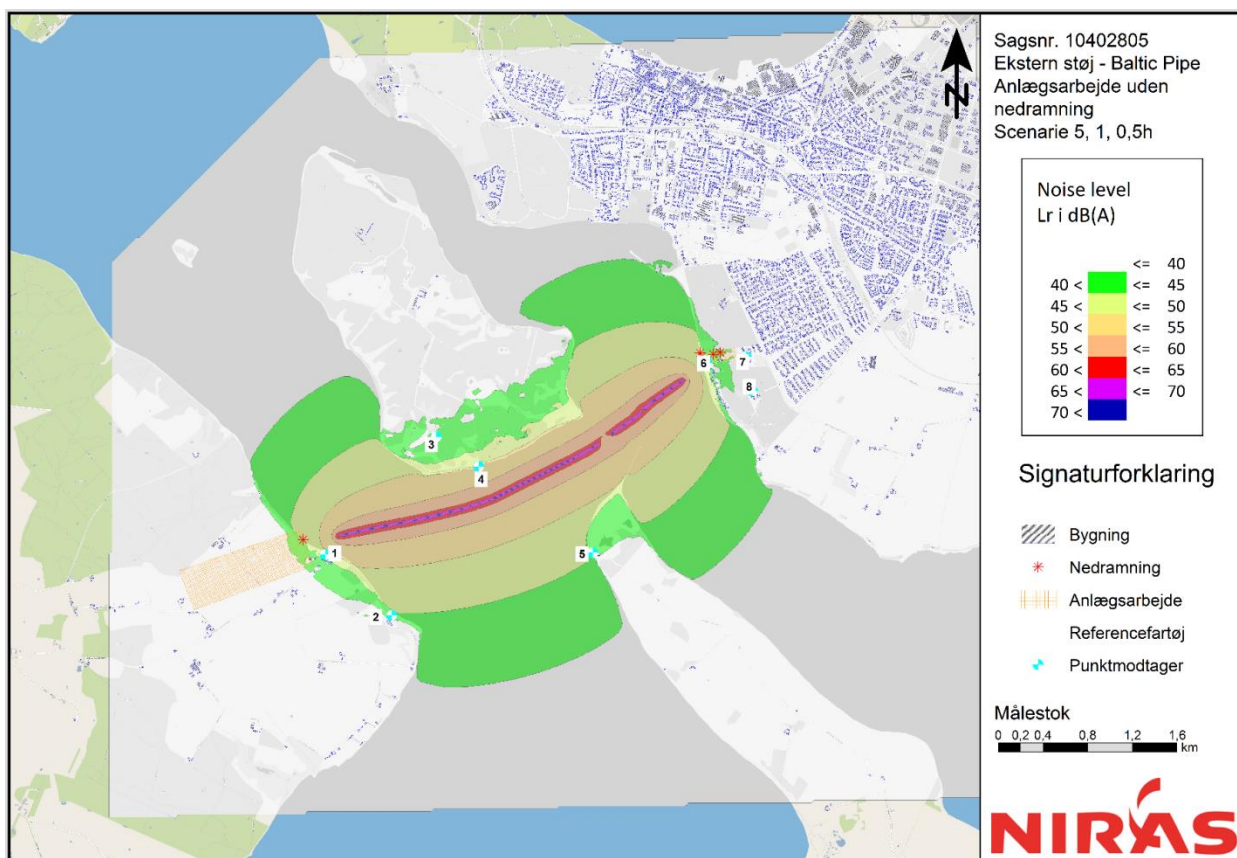 Sagsnr. 10402805
Ekstern støj - Baltic Pipe
Anlægsarbejde uden
nedramning
Scenarie 5, 1, 0,5h
N
Noise level
Lr i dB(A)
<= 40
40 < <= 45
45 < <= 50
50 < <= 55
55 < <= 60
60 < <= 65
65 < <= 70
70 <
Signaturforklaring
Bygning
Nedramning
Anlægsarbejde
Referencefartøj
Punktmodtager
Målestok
0 0,2 0,4 0,8 1,2 1,6
km
NIRAS
6
7
8
3
4
1
5
2